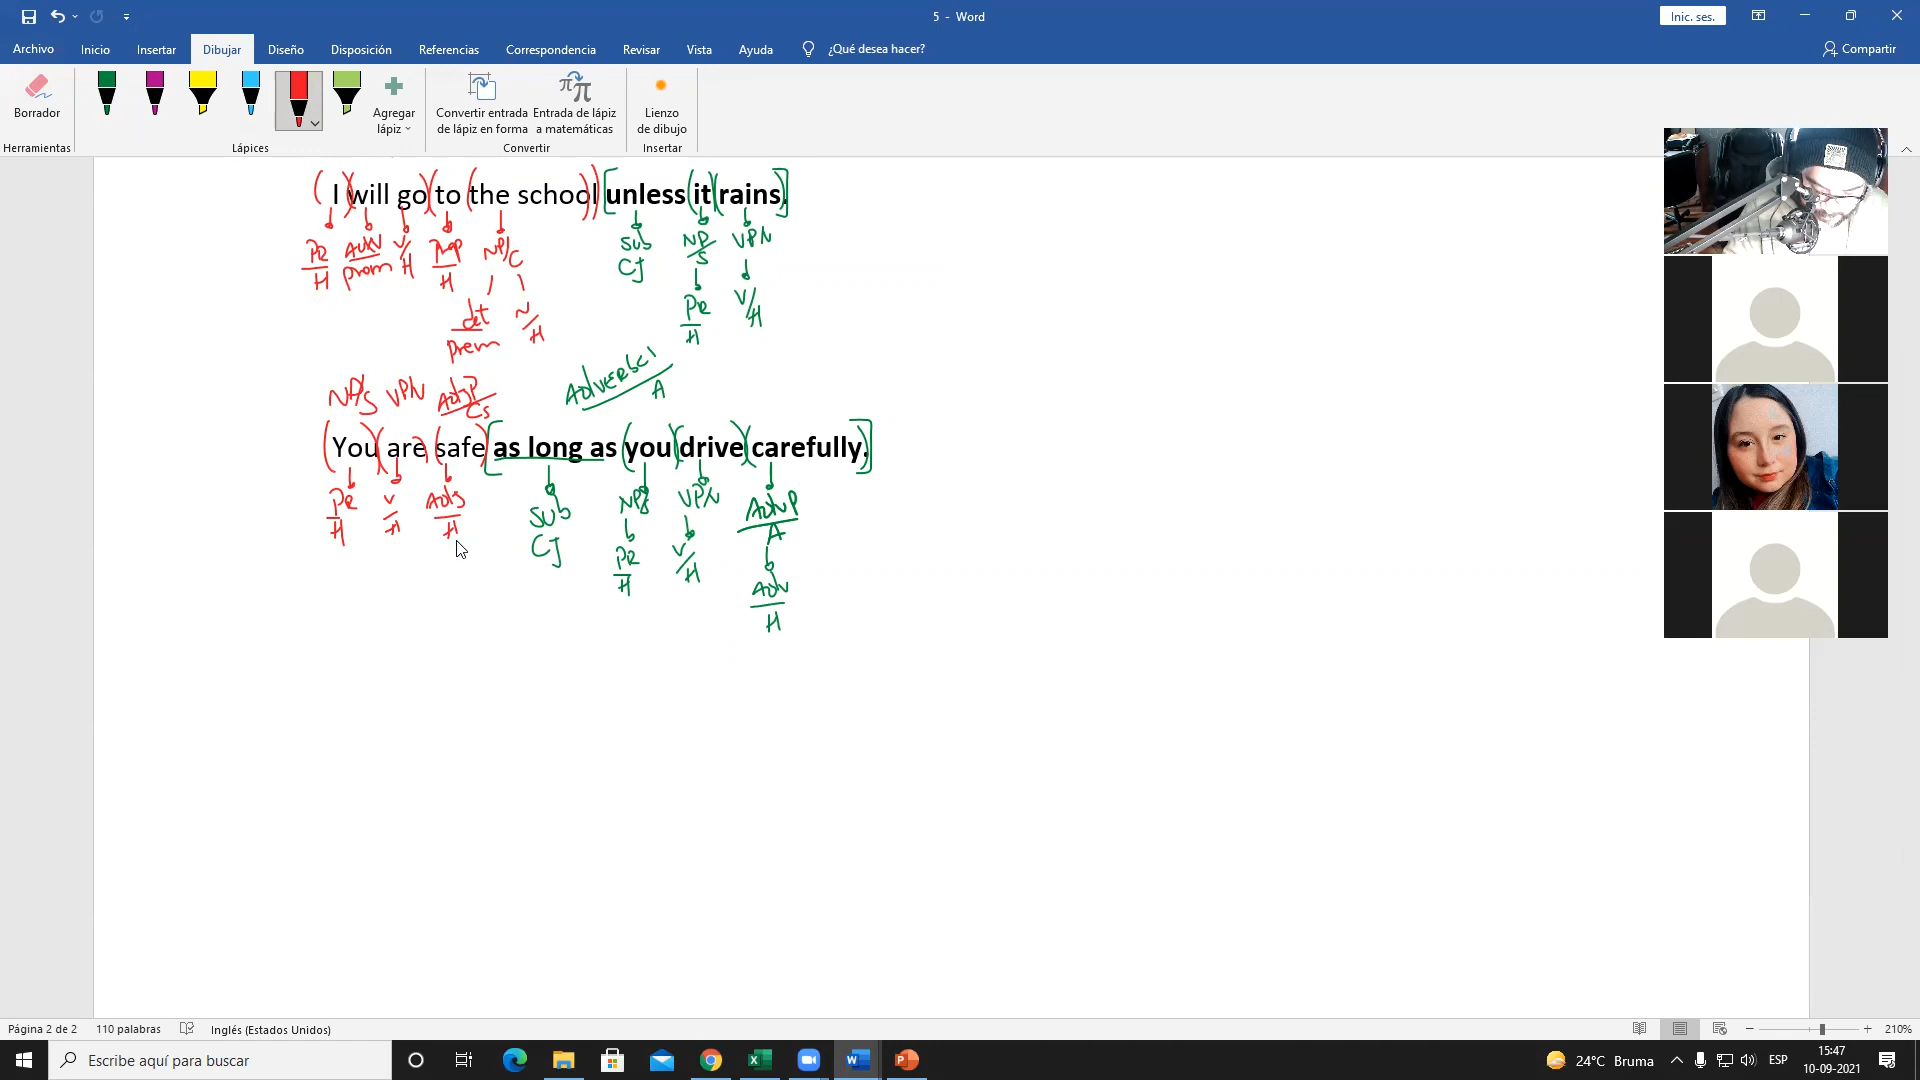 5 - Word
Inic. ses.
Archivo Inicio Insertar Dibujar Diseño Disposición Referencias Correspondencia Revisar Vista Ayuda ¿Qué desea hacer? Compartir
Borrador
Agregar lápiz
Convertir entrada de lápiz en forma
Entrada de lápiz a matemáticas
Lienzo de dibujo
Herramientas Lápices Convertir Insertar
I will go to the school unless it rains.
PR/H Aux/prem V/H Prep/H NP/C Sub CJ NP/S VPN
det/prem N/H PR/H V/H
Adverbcl/A
NP/S VPN AdjP/Cs
You are safe as long as you drive carefully.
PR/H V/H Adj/H SUB CJ NP/S VPN AdvP/A
PR/H V/H Adv/H
Página 2 de 2 110 palabras Inglés (Estados Unidos) 210%
Escribe aquí para buscar
24°C Bruma ESP 15:47
10-09-2021